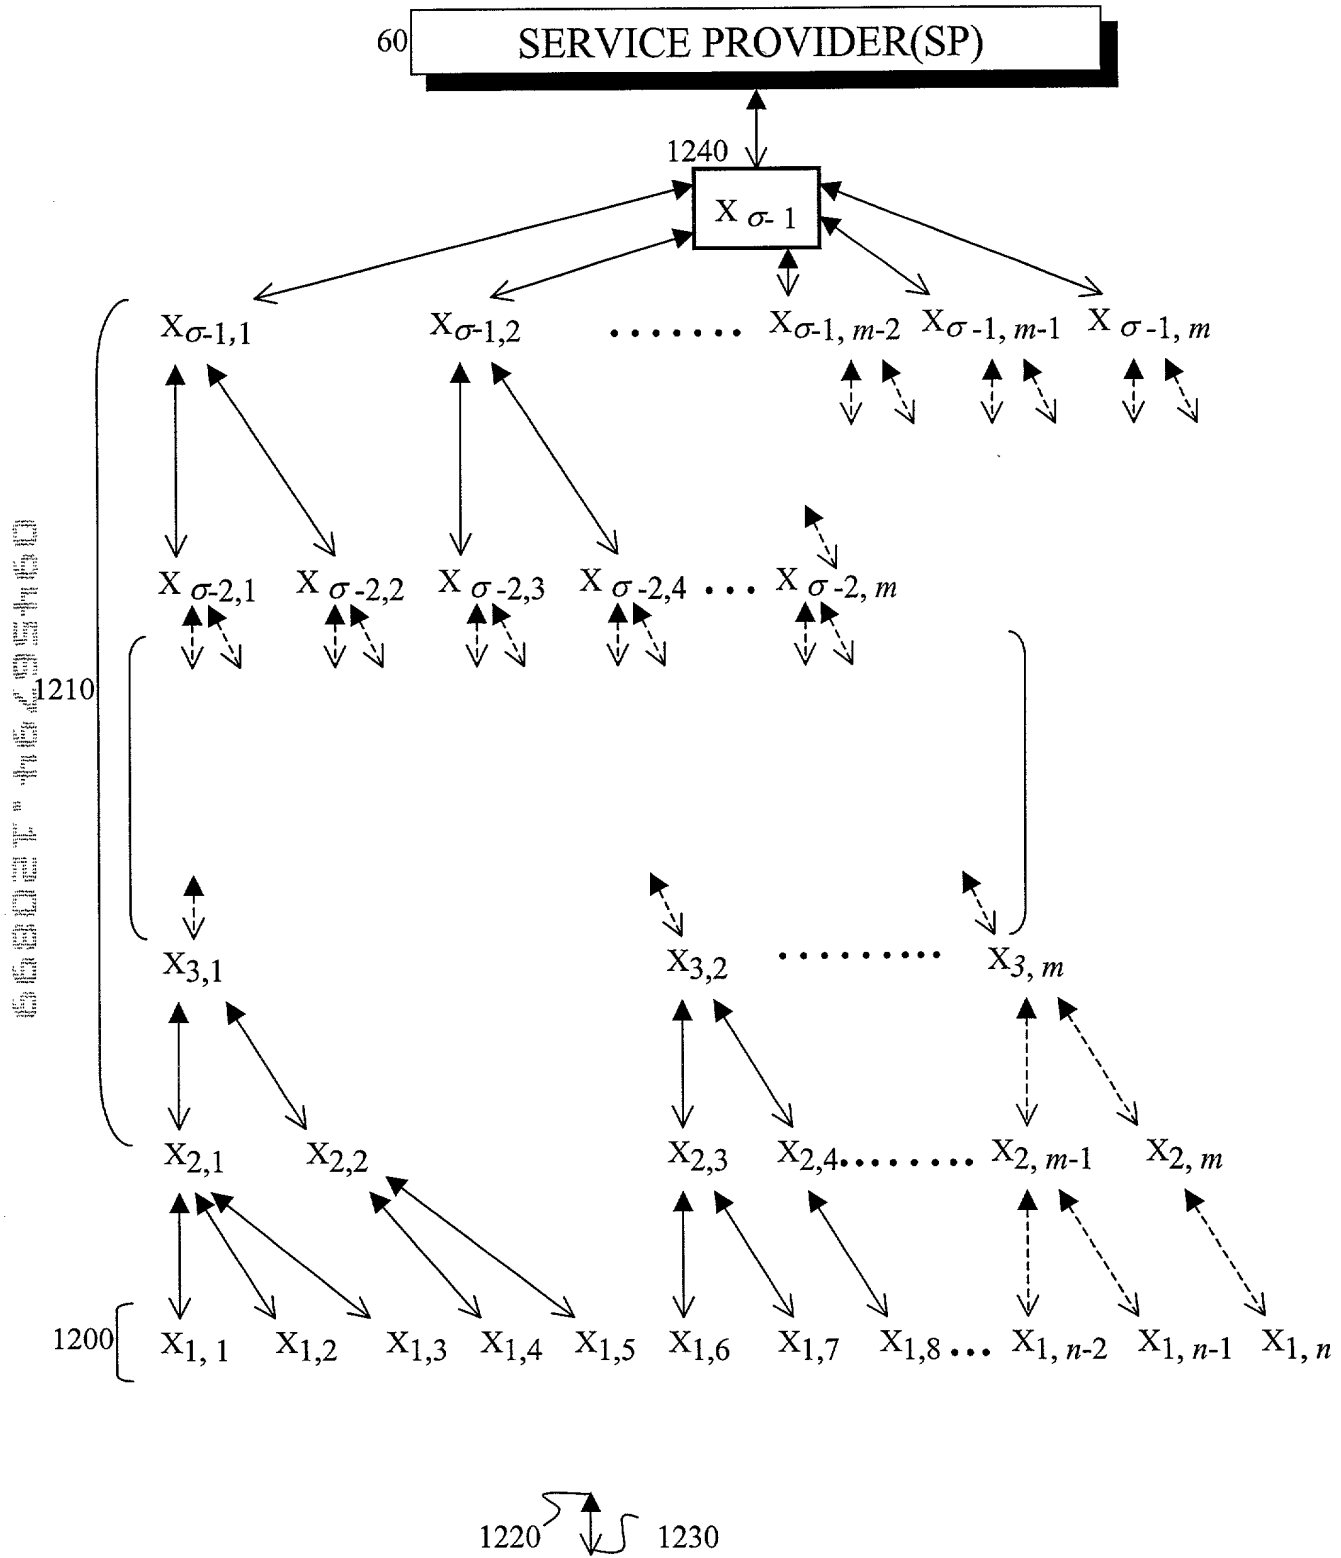 60 SERVICE PROVIDER(SP)
1240
X σ- 1
Xσ-1,1 Xσ-1,2 ....... Xσ-1, m-2 Xσ -1, m-1 X σ -1, m
X σ-2,1 X σ -2,2 X σ -2,3 X σ -2,4 ... X σ -2, m
1210
X3,1 X3,2 ......... X3, m
X2,1 X2,2 X2,3 X2,4........ X2, m-1 X2, m
1200 X1, 1 X1,2 X1,3 X1,4 X1,5 X1,6 X1,7 X1,8... X1, n-2 X1, n-1 X1, n
1220 1230